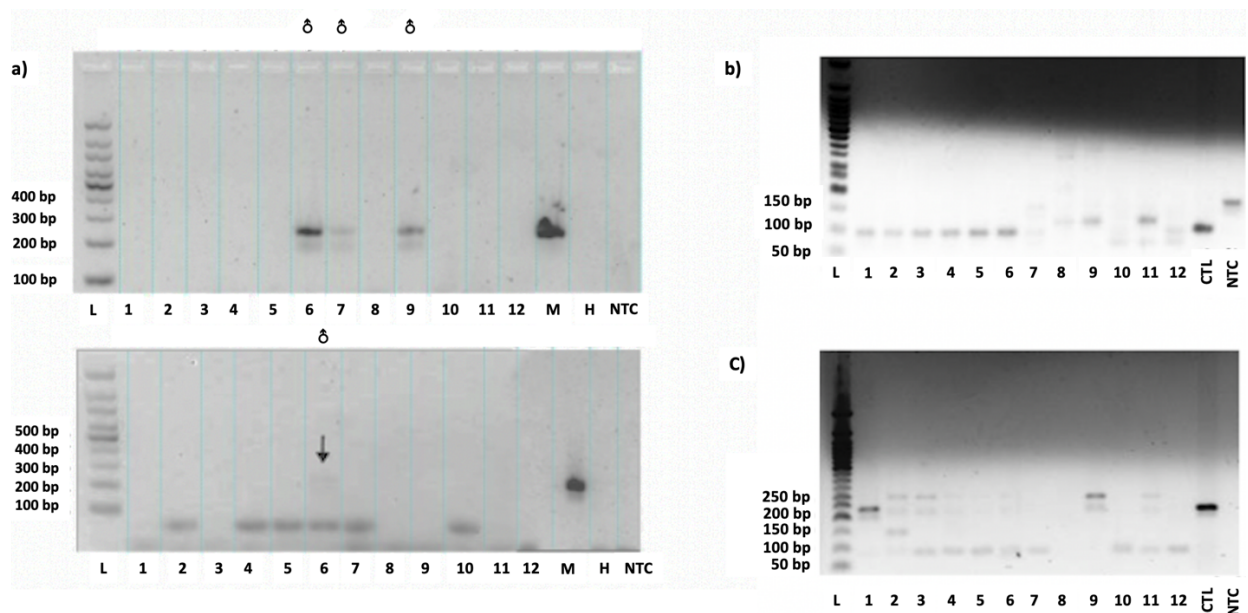 ♂ ♂ ♂
a)
400 bp
300 bp
200 bp
100 bp
L 1 2 3 4 5 6 7 8 9 10 11 12 M H NTC
♂
500 bp
400 bp
300 bp
200 bp
100 bp
L 1 2 3 4 5 6 7 8 9 10 11 12 M H NTC
b)
150 bp
100 bp
50 bp
L 1 2 3 4 5 6 7 8 9 10 11 12 CTL NTC
C)
250 bp
200 bp
150 bp
100 bp
50 bp
L 1 2 3 4 5 6 7 8 9 10 11 12 CTL NTC